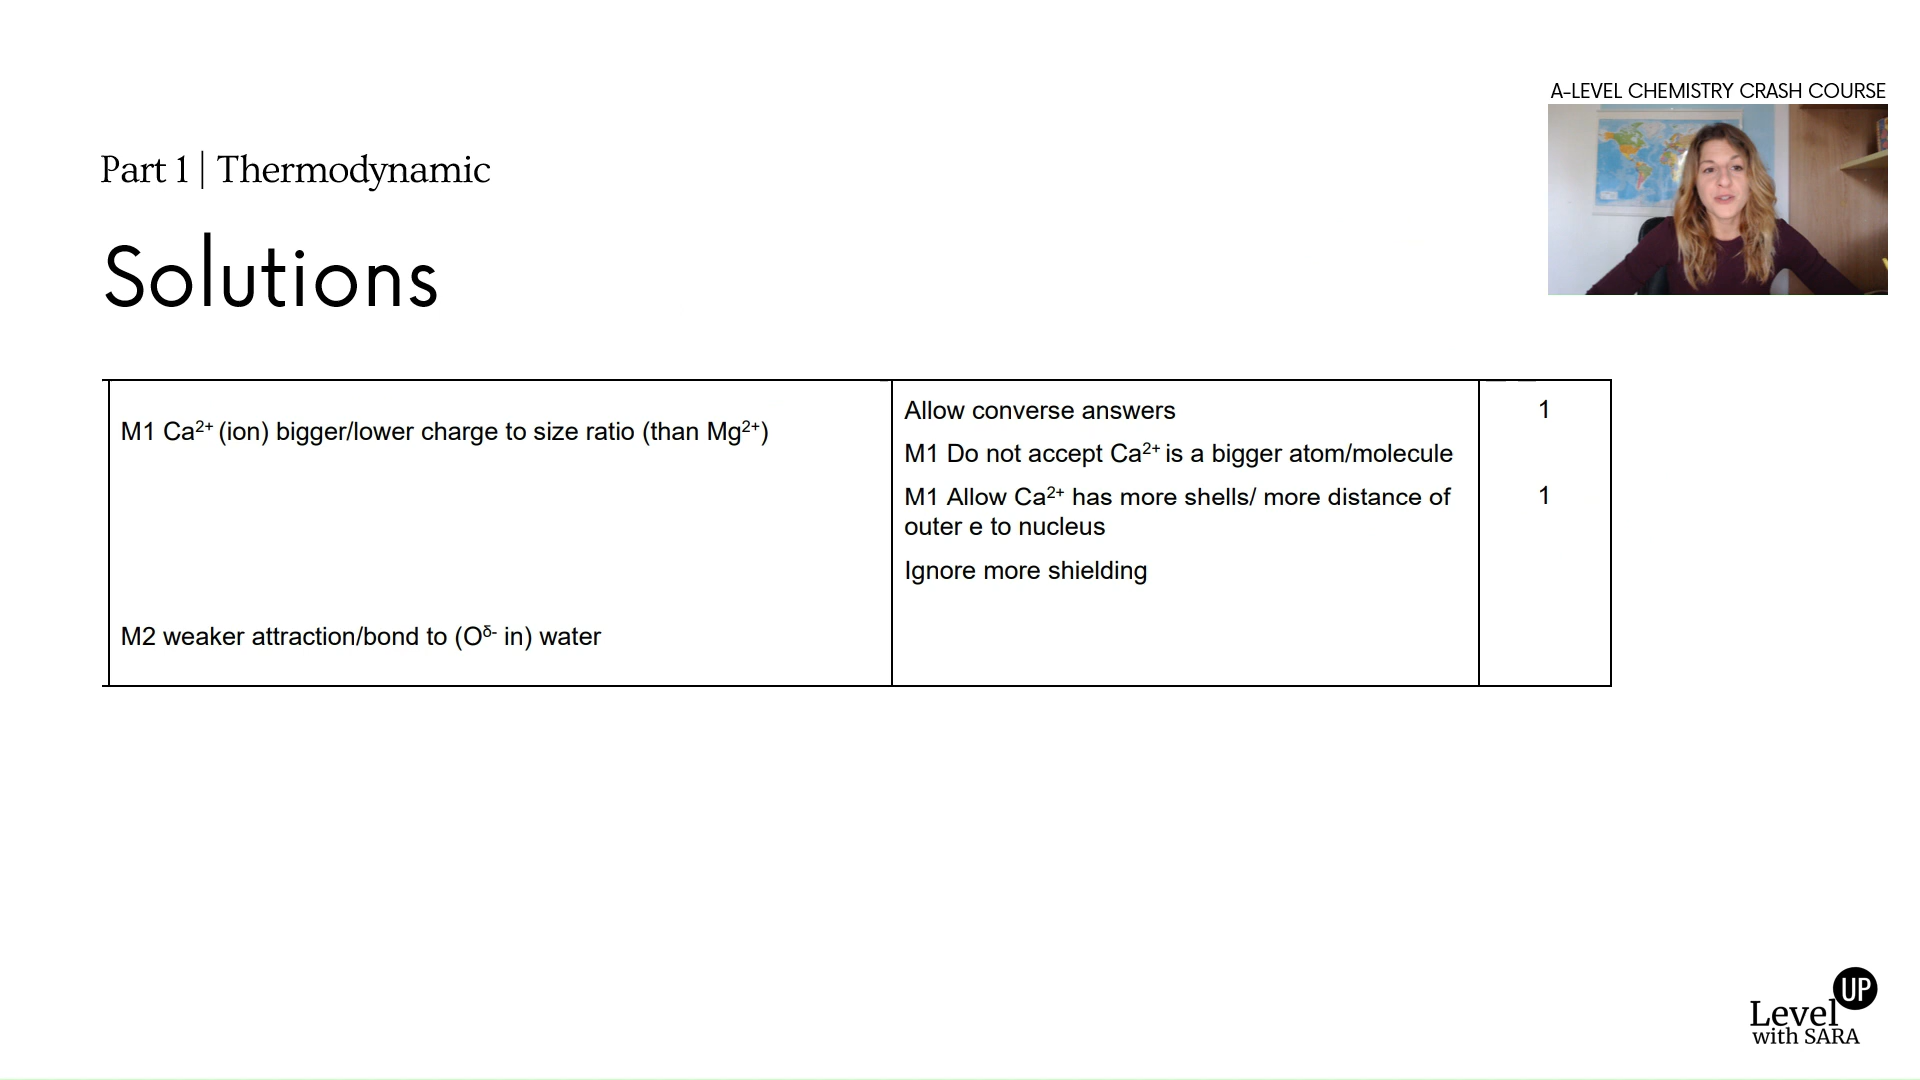 A-LEVEL CHEMISTRY CRASH COURSE
Part 1 | Thermodynamic
Solutions
M1 Ca²⁺ (ion) bigger/lower charge to size ratio (than Mg²⁺)
M2 weaker attraction/bond to (Oᵟ⁻ in) water
Allow converse answers
M1 Do not accept Ca²⁺ is a bigger atom/molecule
M1 Allow Ca²⁺ has more shells/ more distance of
outer e to nucleus
Ignore more shielding
1
1
Level UP
with SARA